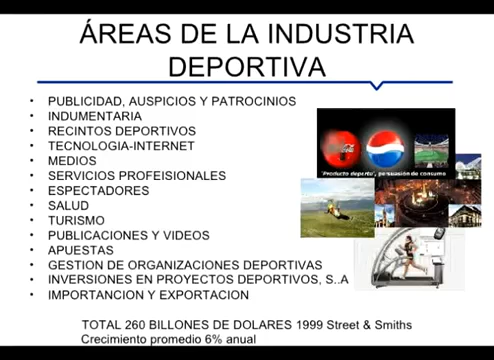 ÁREAS DE LA INDUSTRIA
DEPORTIVA
• PUBLICIDAD, AUSPICIOS Y PATROCINIOS
• INDUMENTARIA
• RECINTOS DEPORTIVOS
• TECNOLOGIA-INTERNET
• MEDIOS
• SERVICIOS PROFEISIONALES
• ESPECTADORES
• SALUD
• TURISMO
• PUBLICACIONES Y VIDEOS
• APUESTAS
• GESTION DE ORGANIZACIONES DEPORTIVAS
• INVERSIONES EN PROYECTOS DEPORTIVOS, S..A
• IMPORTANCION Y EXPORTACION
Coca-Cola
"Producto deporte", persuasión de consumo
TOTAL 260 BILLONES DE DOLARES 1999 Street & Smiths
Crecimiento promedio 6% anual